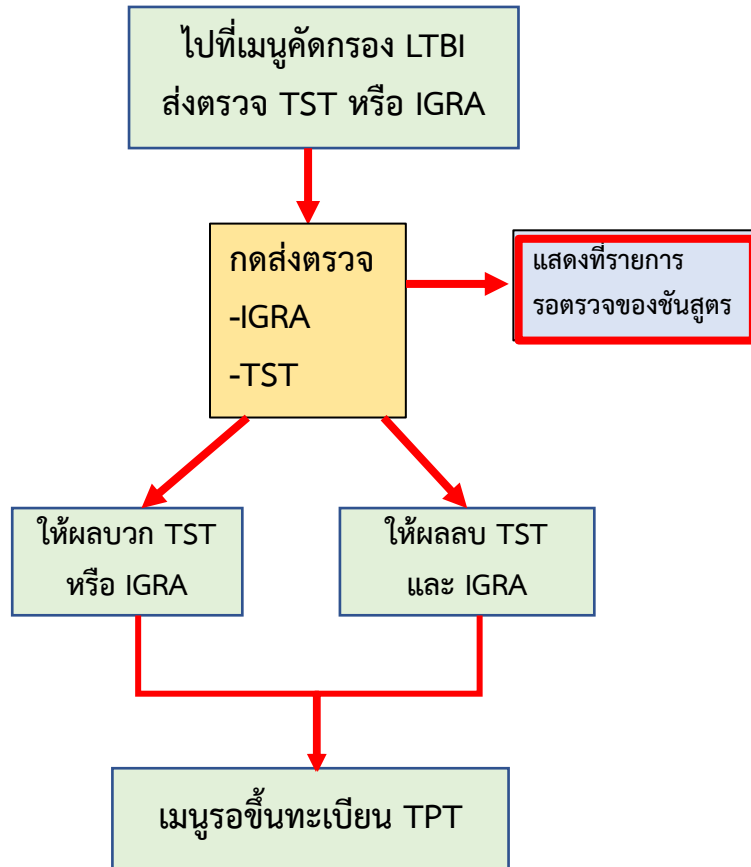 ไปที่เมนูคัดกรอง LTBI
ส่งตรวจ TST หรือ IGRA
กดส่งตรวจ
-IGRA
-TST
แสดงที่รายการ
รอตรวจของชันสูตร
ให้ผลบวก TST
หรือ IGRA
ให้ผลลบ TST
และ IGRA
เมนูรอขึ้นทะเบียน TPT